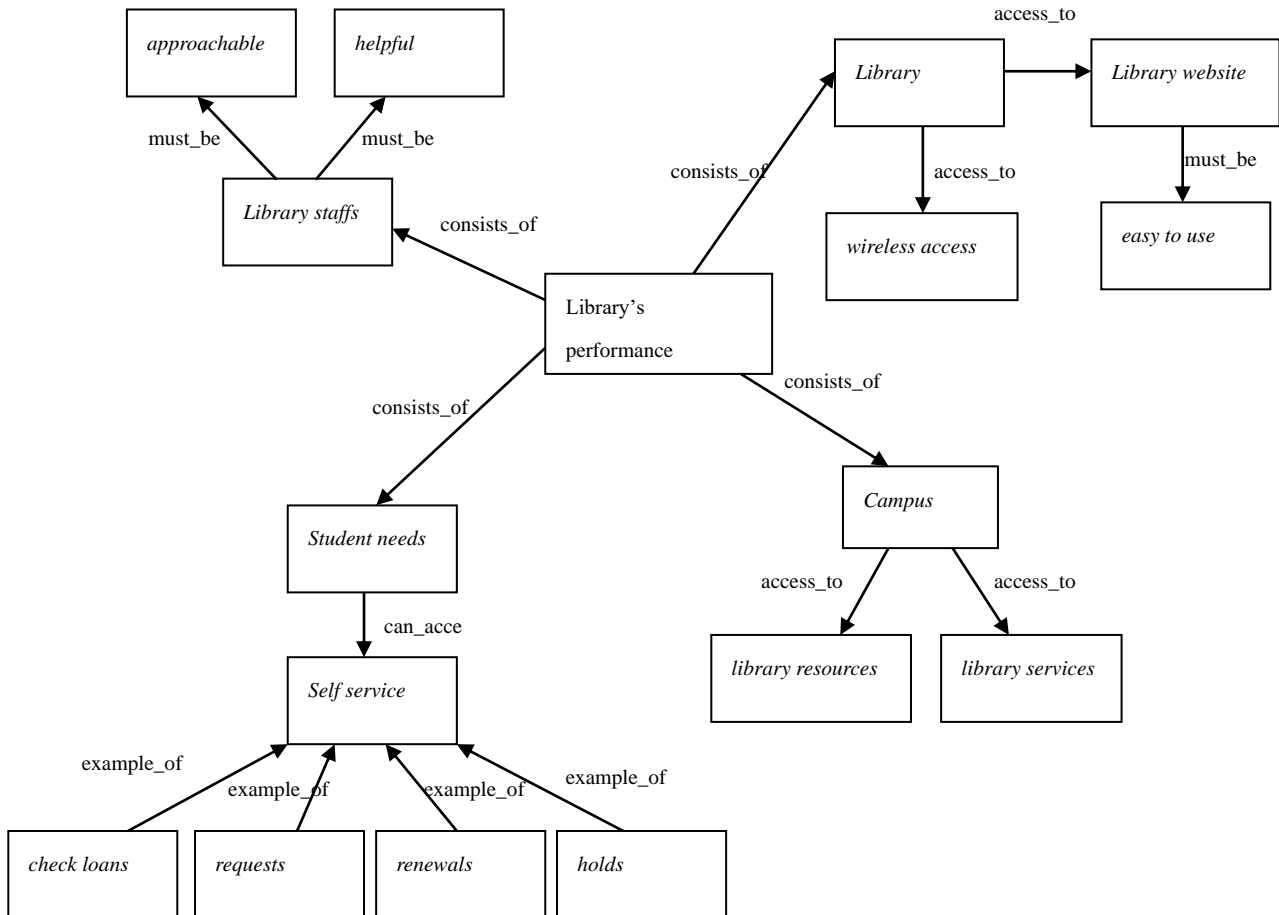 access_to
approachable
helpful
Library
Library website
must_be
must_be
consists_of
access_to
must_be
Library staffs
consists_of
wireless access
easy to use
Library’s
performance
consists_of
consists_of
Campus
Student needs
access_to
access_to
can_acce
library resources
library services
Self service
example_of
example_of
example_of
example_of
check loans
requests
renewals
holds